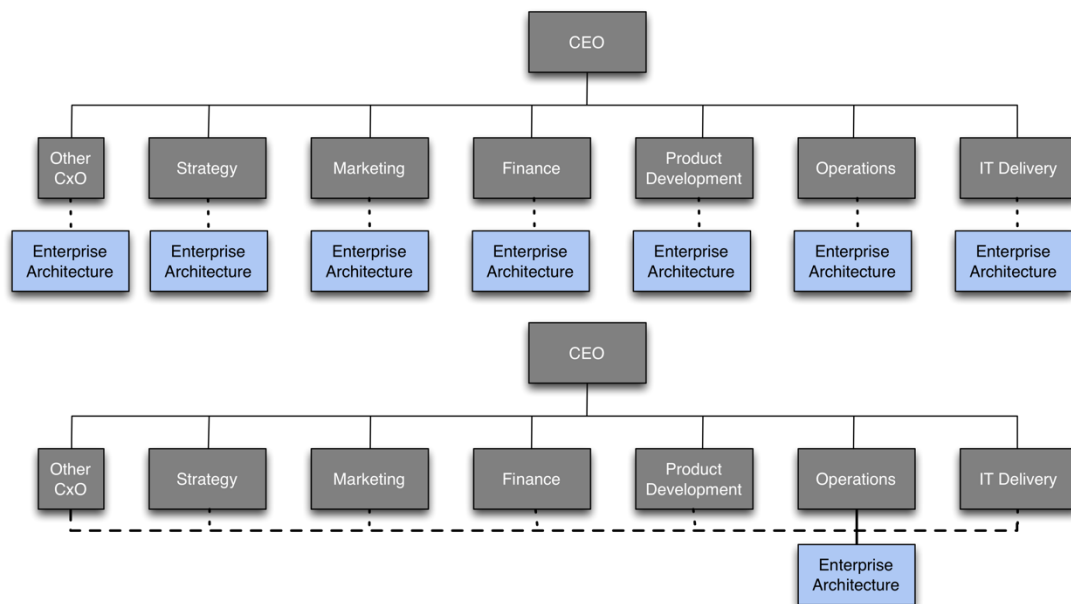 CEO
Other
CxO
Strategy
Marketing
Finance
Product
Development
Operations
IT Delivery
Enterprise
Architecture
Enterprise
Architecture
Enterprise
Architecture
Enterprise
Architecture
Enterprise
Architecture
Enterprise
Architecture
Enterprise
Architecture
CEO
Other
CxO
Strategy
Marketing
Finance
Product
Development
Operations
IT Delivery
Enterprise
Architecture